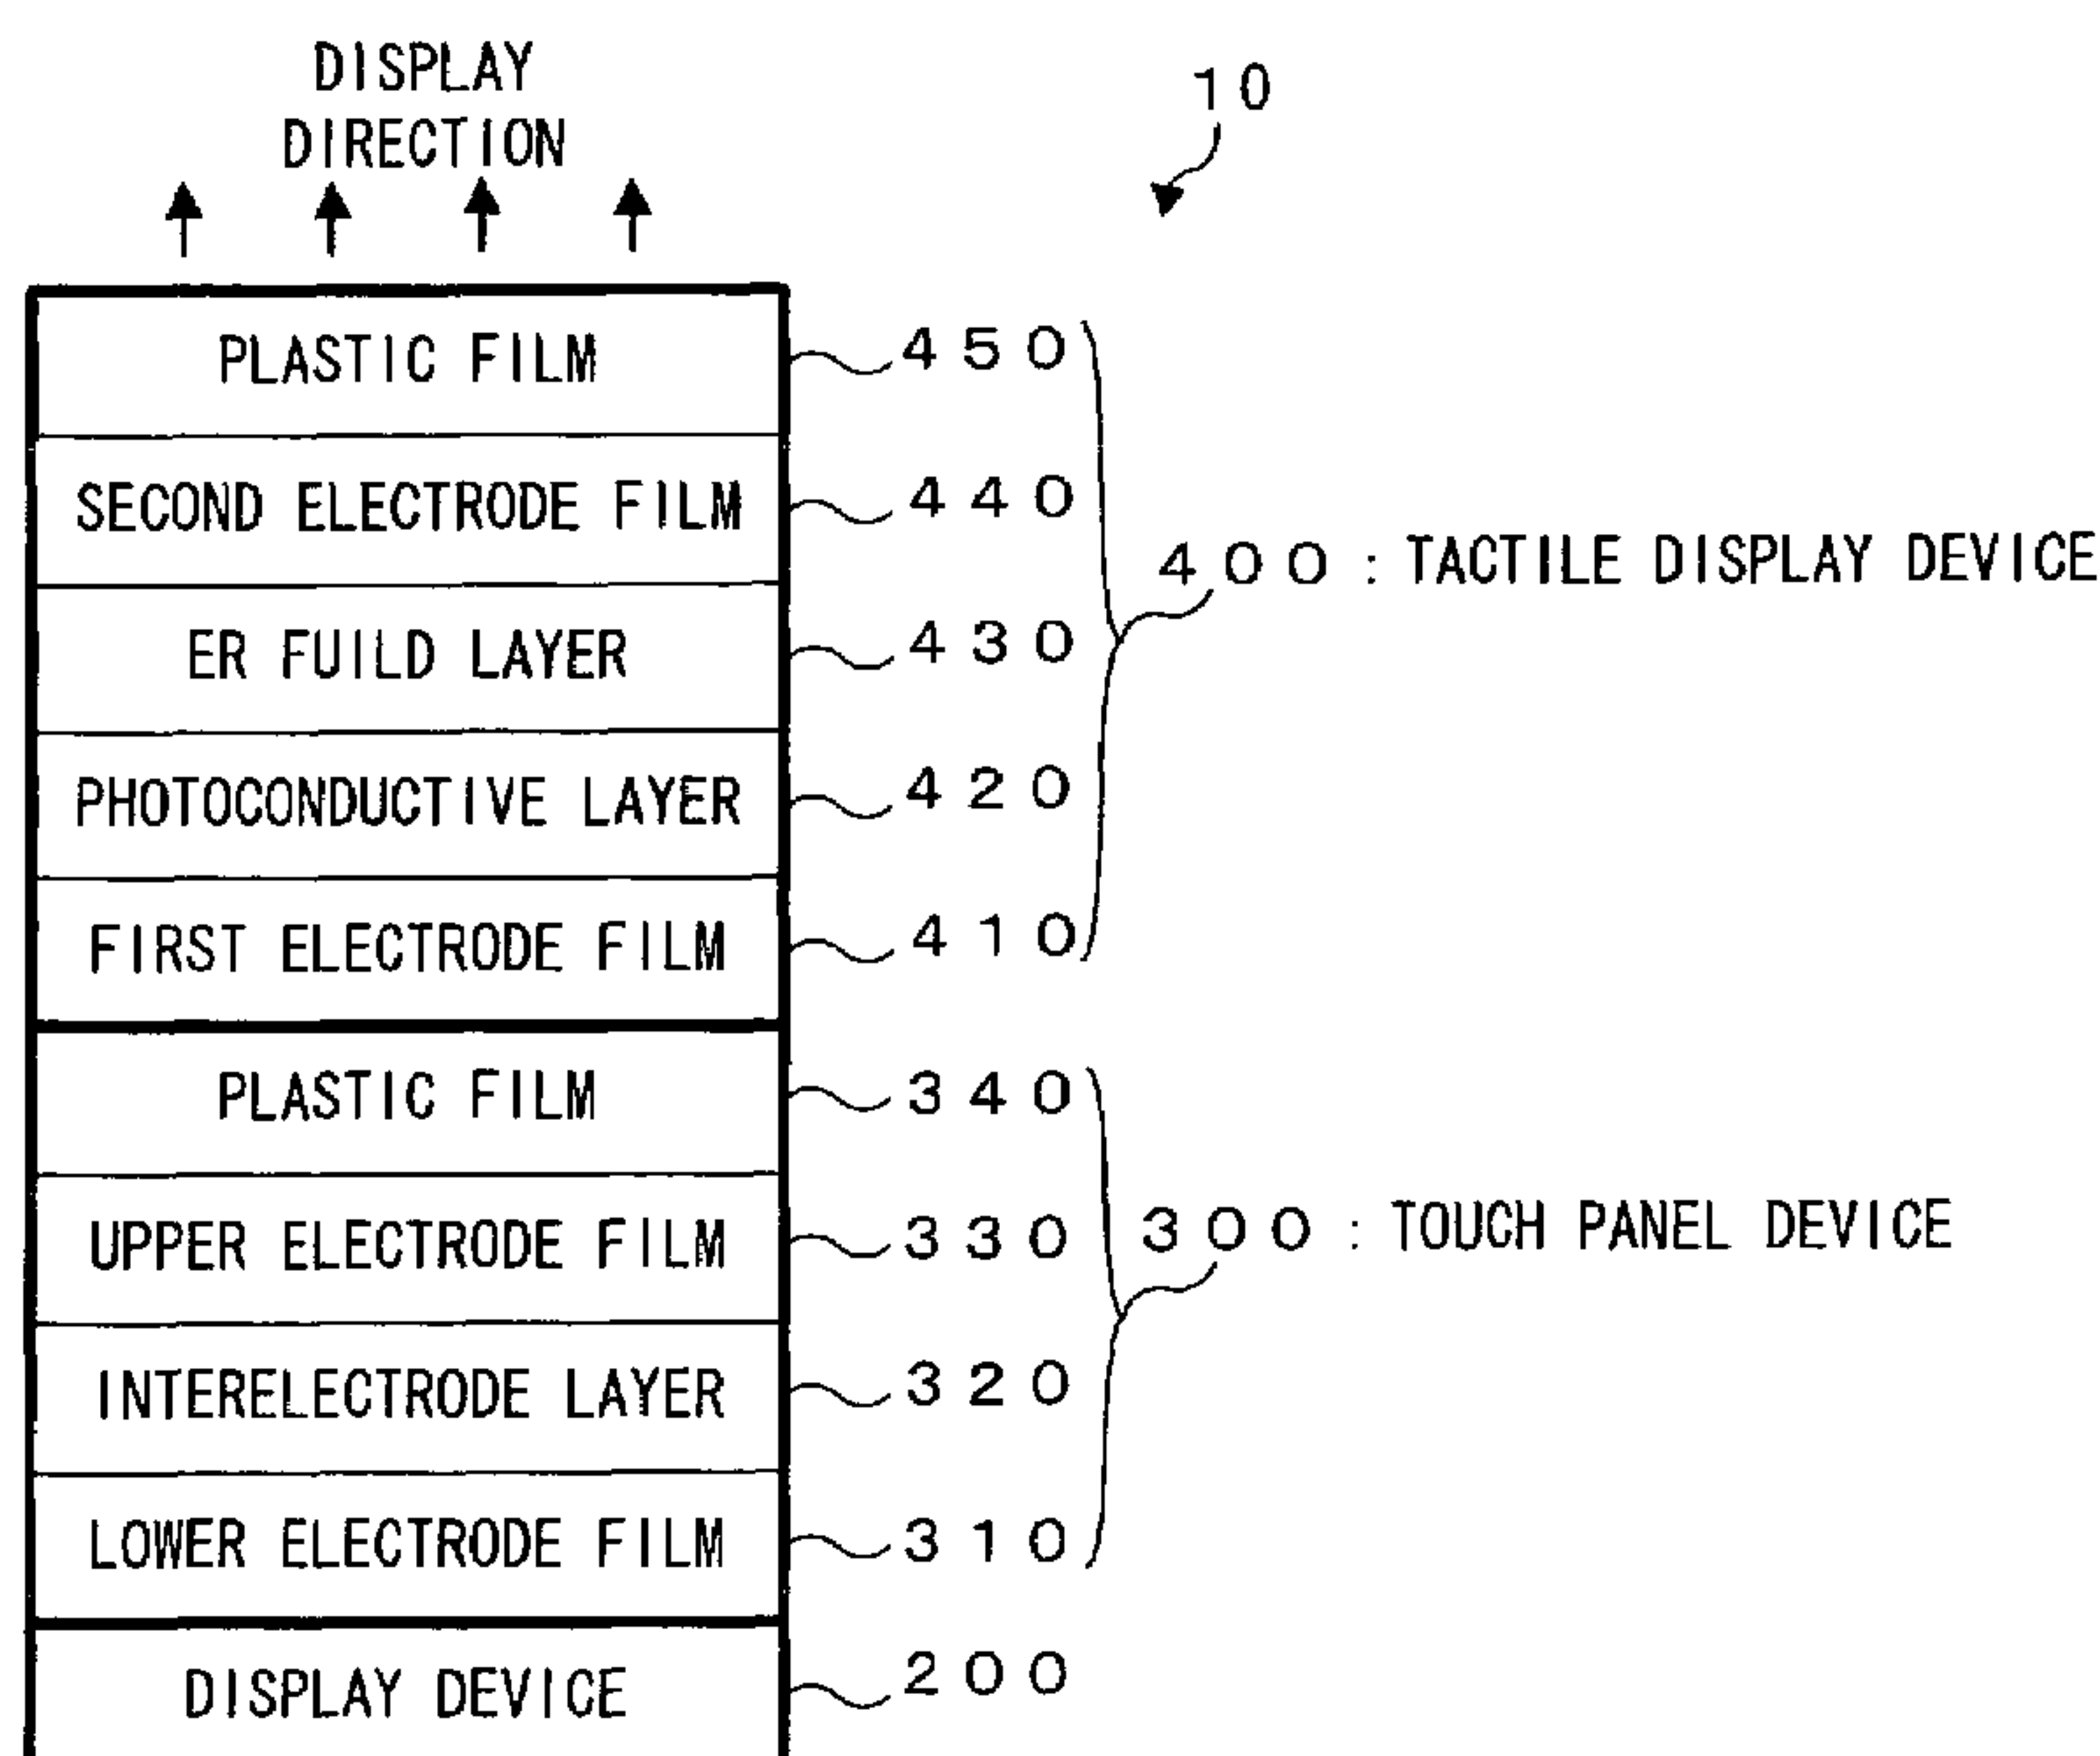 DISPLAY
DIRECTION
10
PLASTIC FILM 450
SECOND ELECTRODE FILM 440
400 : TACTILE DISPLAY DEVICE
ER FUILD LAYER 430
PHOTOCONDUCTIVE LAYER 420
FIRST ELECTRODE FILM 410
PLASTIC FILM 340
UPPER ELECTRODE FILM 330
300 : TOUCH PANEL DEVICE
INTERELECTRODE LAYER 320
LOWER ELECTRODE FILM 310
DISPLAY DEVICE 200